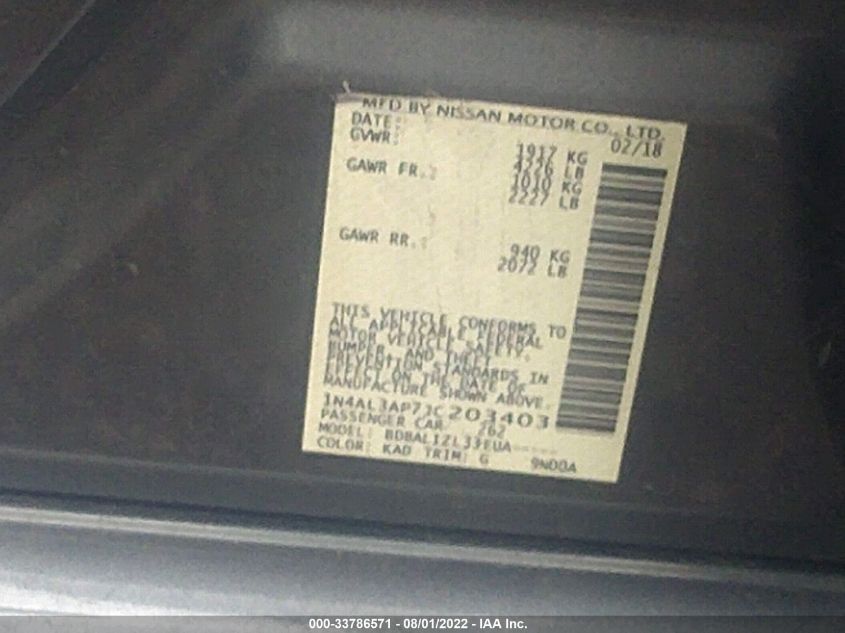 MFD BY NISSAN MOTOR CO., LTD.
DATE: 02/18
GVWR: 1917 KG
4226 LB
GAWR FR.: 1010 KG
2227 LB
GAWR RR.: 940 KG
2072 LB
THIS VEHICLE CONFORMS TO
ALL APPLICABLE FEDERAL
MOTOR VEHICLE SAFETY,
BUMPER, AND THEFT
PREVENTION STANDARDS IN
EFFECT ON THE DATE OF
MANUFACTURE SHOWN ABOVE.
1N4AL3AP7JC203403
PASSENGER CAR 262
MODEL:
COLOR: KAD TRIM: G 9NDDA
000-33786571 - 08/01/2022 - IAA Inc.